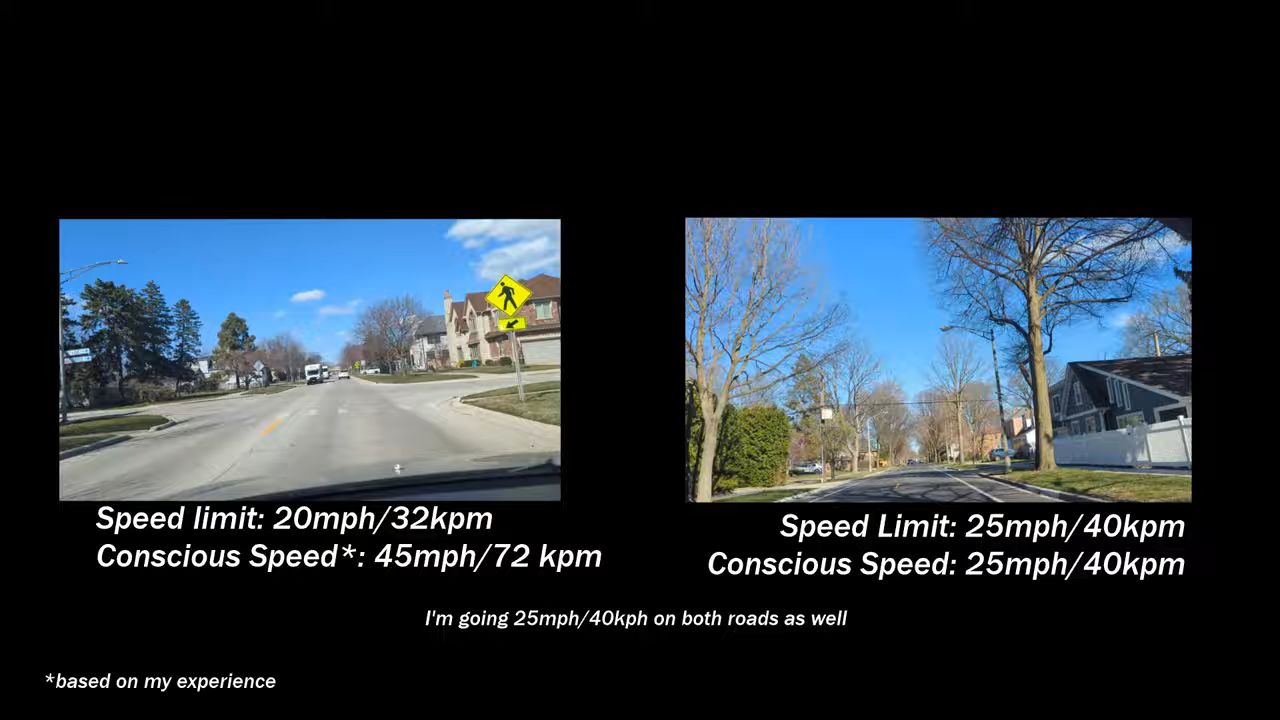 Speed limit: 20mph/32kpm
Conscious Speed*: 45mph/72 kpm
Speed Limit: 25mph/40kpm
Conscious Speed: 25mph/40kpm
I'm going 25mph/40kph on both roads as well
*based on my experience